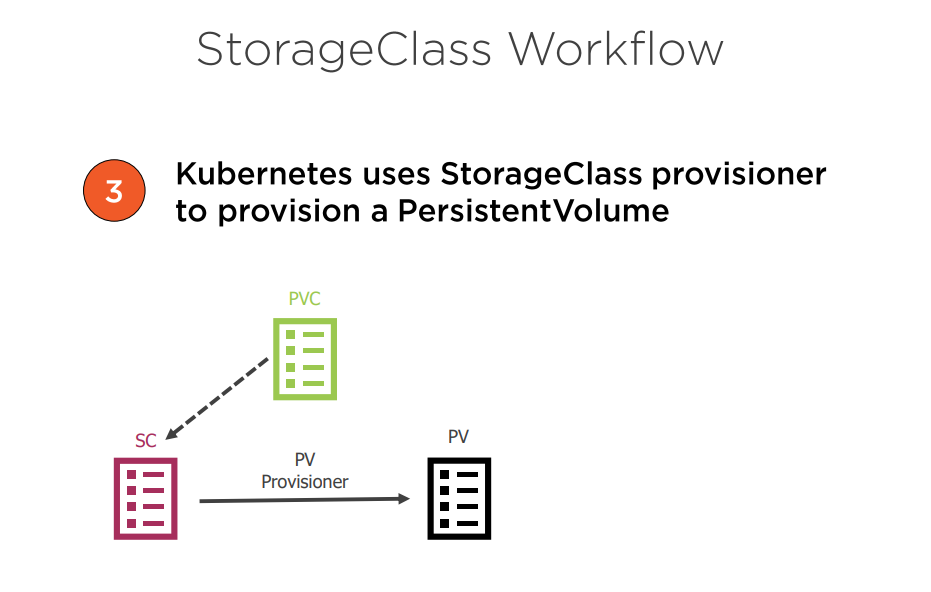 StorageClass Workflow
3
Kubernetes uses StorageClass provisioner
to provision a PersistentVolume
PVC
SC
PV
Provisioner
PV